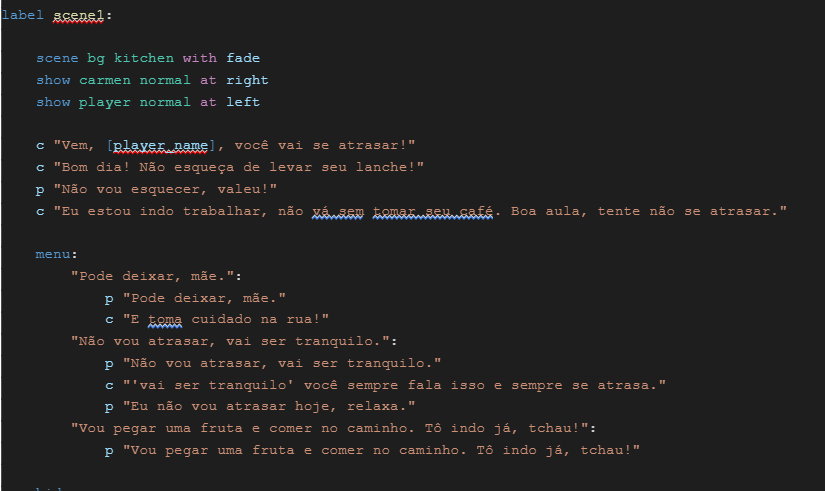 label scene1:
scene bg kitchen with fade
show carmen normal at right
show player normal at left
c "Vem, [player_name], você vai se atrasar!"
c "Bom dia! Não esqueça de levar seu lanche!"
p "Não vou esquecer, valeu!"
c "Eu estou indo trabalhar, não vá sem tomar seu café. Boa aula, tente não se atrasar."
menu:
"Pode deixar, mãe.":
p "Pode deixar, mãe."
c "E toma cuidado na rua!"
"Não vou atrasar, vai ser tranquilo.":
p "Não vou atrasar, vai ser tranquilo."
c "'vai ser tranquilo' você sempre fala isso e sempre se atrasa."
p "Eu não vou atrasar hoje, relaxa."
"Vou pegar uma fruta e comer no caminho. Tô indo já, tchau!":
p "Vou pegar uma fruta e comer no caminho. Tô indo já, tchau!"